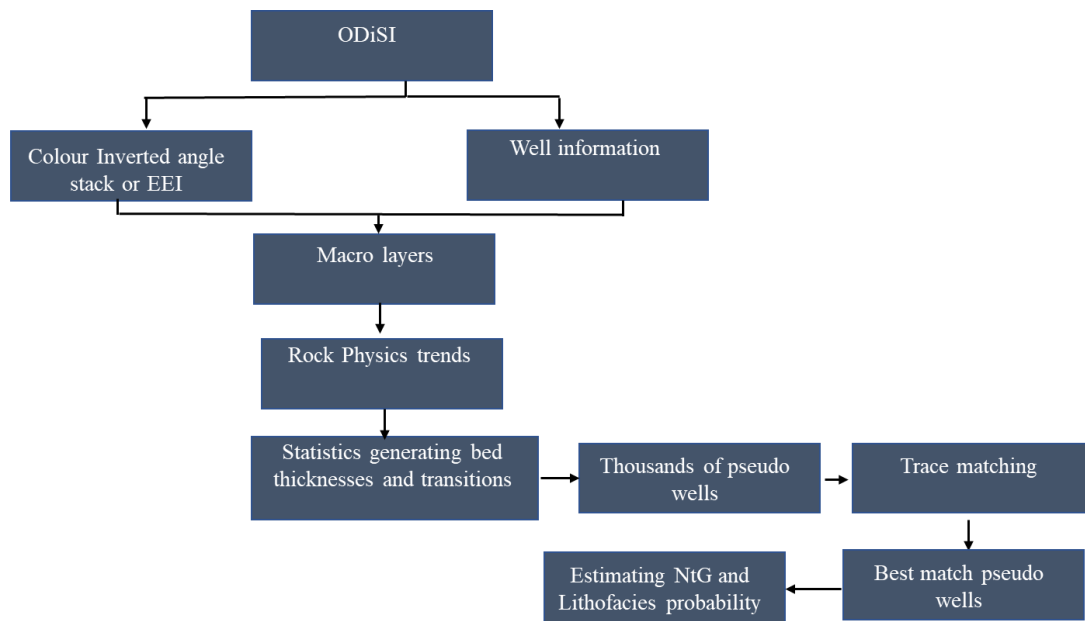 ODiSI
Colour Inverted angle
stack or EEI
Well information
Macro layers
Rock Physics trends
Statistics generating bed
thicknesses and transitions
Thousands of pseudo
wells
Trace matching
Estimating NtG and
Lithofacies probability
Best match pseudo
wells